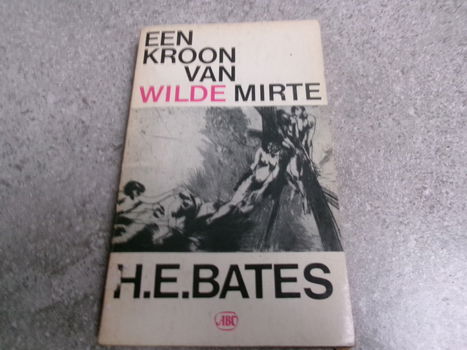 EEN
KROON
VAN
WILDE MIRTE
H.E.BATES
ABC